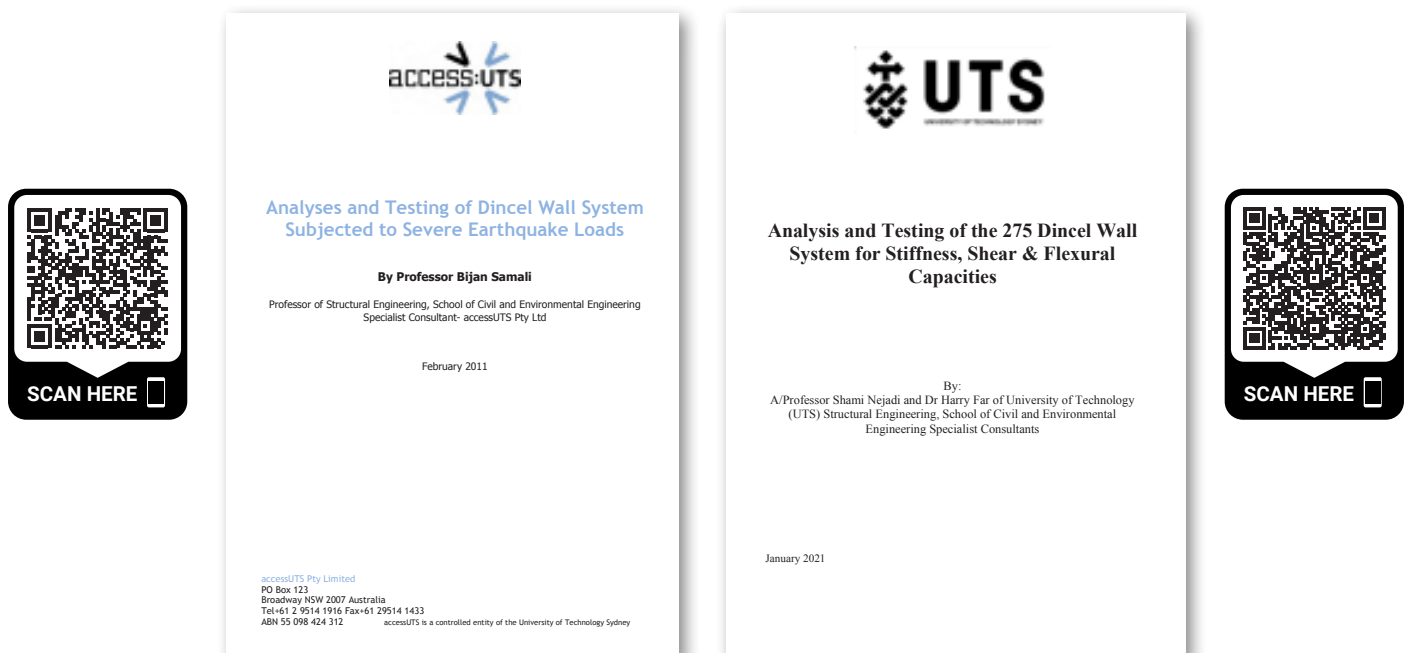 access:UTS
Analyses and Testing of Dincel Wall System
Subjected to Severe Earthquake Loads
By Professor Bijan Samali
Professor of Structural Engineering, School of Civil and Environmental Engineering
Specialist Consultant- accessUTS Pty Ltd
February 2011
accessUTS Pty Limited
PO Box 123
Broadway NSW 2007 Australia
Tel+61 2 9514 1916 Fax+61 29514 1433
ABN 55 098 424 312 accessUTS is a controlled entity of the University of Technology Sydney
SCAN HERE
UTS
UNIVERSITY OF TECHNOLOGY SYDNEY
Analysis and Testing of the 275 Dincel Wall
System for Stiffness, Shear & Flexural
Capacities
By:
A/Professor Shami Nejadi and Dr Harry Far of University of Technology
(UTS) Structural Engineering, School of Civil and Environmental
Engineering Specialist Consultants
January 2021
SCAN HERE